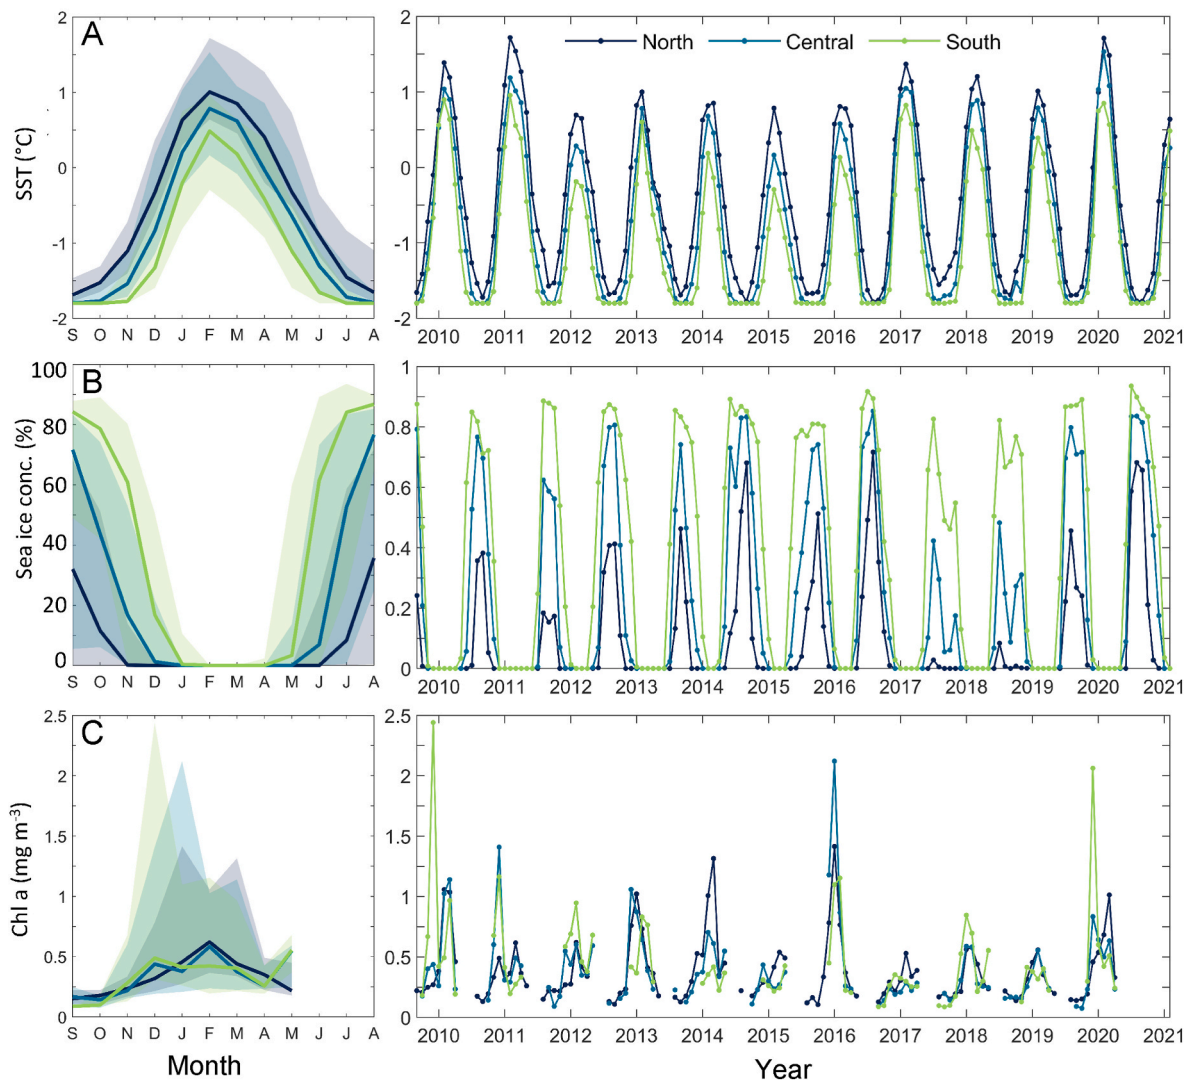 A
North Central South
SST (°C)
2
1
0
-1
-2
S O N D J F M A M J J A
2
1
0
-1
-2
2010 2011 2012 2013 2014 2015 2016 2017 2018 2019 2020 2021
B
Sea ice conc. (%)
100
80
60
40
20
0
S O N D J F M A M J J A
1
0.8
0.6
0.4
0.2
0
2010 2011 2012 2013 2014 2015 2016 2017 2018 2019 2020 2021
C
Chl a (mg m-3)
2.5
2
1.5
1
0.5
0
S O N D J F M A M J J A
2.5
2
1.5
1
0.5
0
2010 2011 2012 2013 2014 2015 2016 2017 2018 2019 2020 2021
Month
Year